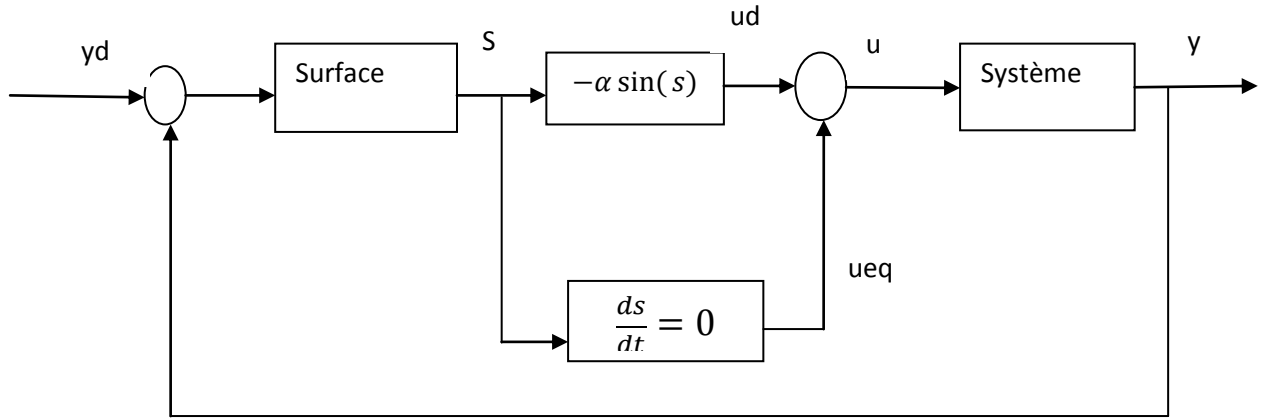 yd
Surface
S
−α sin( s )
ud
u
Système
y
ds/dt = 0
ueq